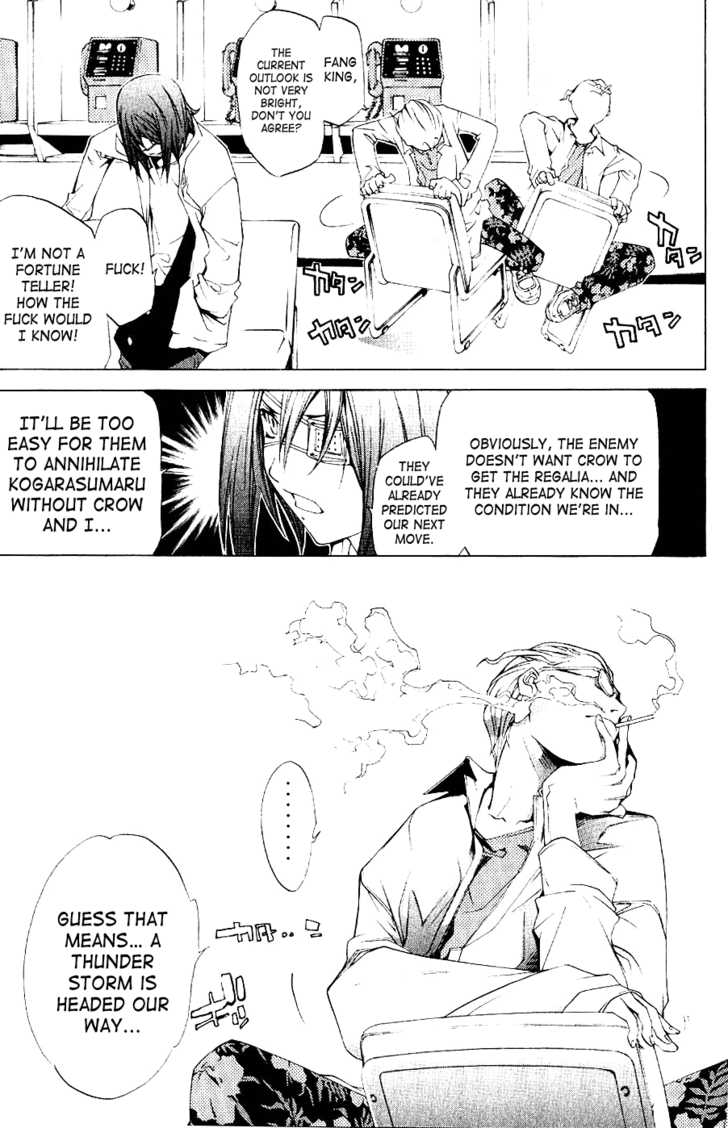 FANG
KING,
THE
CURRENT
OUTLOOK IS
NOT VERY
BRIGHT,
DON'T YOU
AGREE?
ガタン
ガタン
ガタン
ガタン
FUCK!
I'M NOT A
FORTUNE
TELLER!
HOW THE
FUCK WOULD
I KNOW!
OBVIOUSLY, THE ENEMY
DOESN'T WANT CROW TO
GET THE REGALIA... AND
THEY ALREADY KNOW THE
CONDITION WE'RE IN...
THEY
COULD'VE
ALREADY
PREDICTED
OUR NEXT
MOVE.
IT'LL BE TOO
EASY FOR THEM
TO ANNIHILATE
KOGARASUMARU
WITHOUT CROW
AND I...
......
GUESS THAT
MEANS... A
THUNDER
STORM IS
HEADED OUR
WAY...